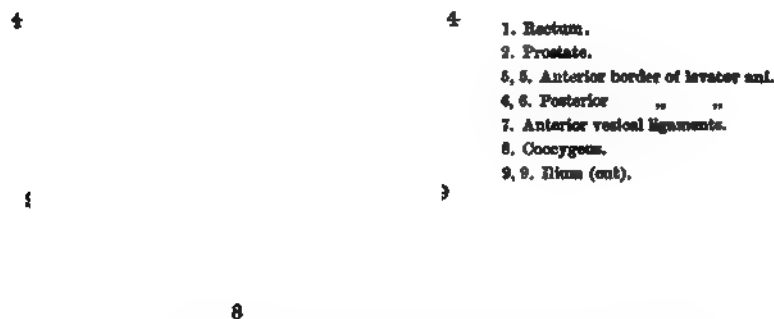 4 4
1. Rectum.
2. Prostate.
5, 5. Anterior border of levator ani.
6, 6. Posterior „ „
7. Anterior vesical ligaments.
8. Coccygeus.
9, 9. Ilium (cut).
9
8